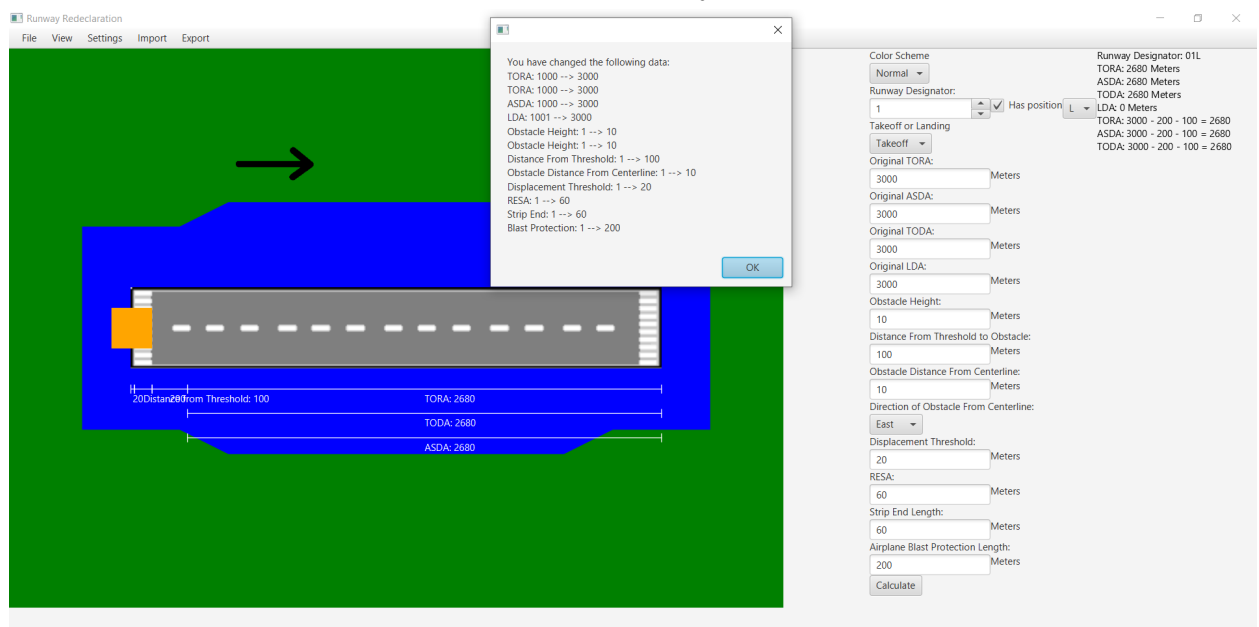 Runway Redeclaration
File View Settings Import Export
You have changed the following data:
TORA: 1000 --> 3000
TORA: 1000 --> 3000
ASDA: 1000 --> 3000
LDA: 1001 --> 3000
Obstacle Height: 1 --> 10
Obstacle Height: 1 --> 10
Distance From Threshold: 1 --> 100
Obstacle Distance From Centerline: 1 --> 10
Displacement Threshold: 1 --> 20
RESA: 1 --> 60
Strip End: 1 --> 60
Blast Protection: 1 --> 200
OK
20Distance From Threshold: 100
200
TORA: 2680
TODA: 2680
ASDA: 2680
Color Scheme
Normal
Runway Designator:
1 Has position L
Takeoff or Landing
Takeoff
Original TORA:
3000 Meters
Original ASDA:
3000 Meters
Original TODA:
3000 Meters
Original LDA:
3000 Meters
Obstacle Height:
10 Meters
Distance From Threshold to Obstacle:
100 Meters
Obstacle Distance From Centerline:
10 Meters
Direction of Obstacle From Centerline:
East
Displacement Threshold:
20 Meters
RESA:
60 Meters
Strip End Length:
60 Meters
Airplane Blast Protection Length:
200 Meters
Calculate
Runway Designator: 01L
TORA: 2680 Meters
ASDA: 2680 Meters
TODA: 2680 Meters
LDA: 0 Meters
TORA: 3000 - 200 - 100 = 2680
ASDA: 3000 - 200 - 100 = 2680
TODA: 3000 - 200 - 100 = 2680